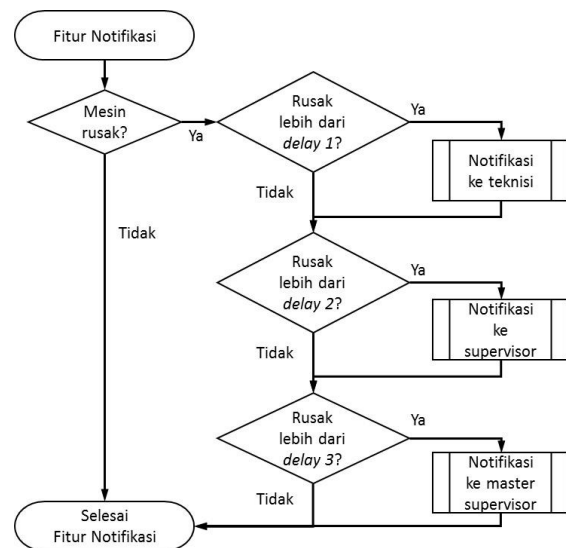 Fitur Notifikasi
Mesin
rusak?
Ya
Tidak
Rusak
lebih dari
delay 1?
Ya
Tidak
Notifikasi
ke teknisi
Rusak
lebih dari
delay 2?
Ya
Tidak
Notifikasi
ke
supervisor
Rusak
lebih dari
delay 3?
Ya
Tidak
Notifikasi
ke master
supervisor
Selesai
Fitur Notifikasi